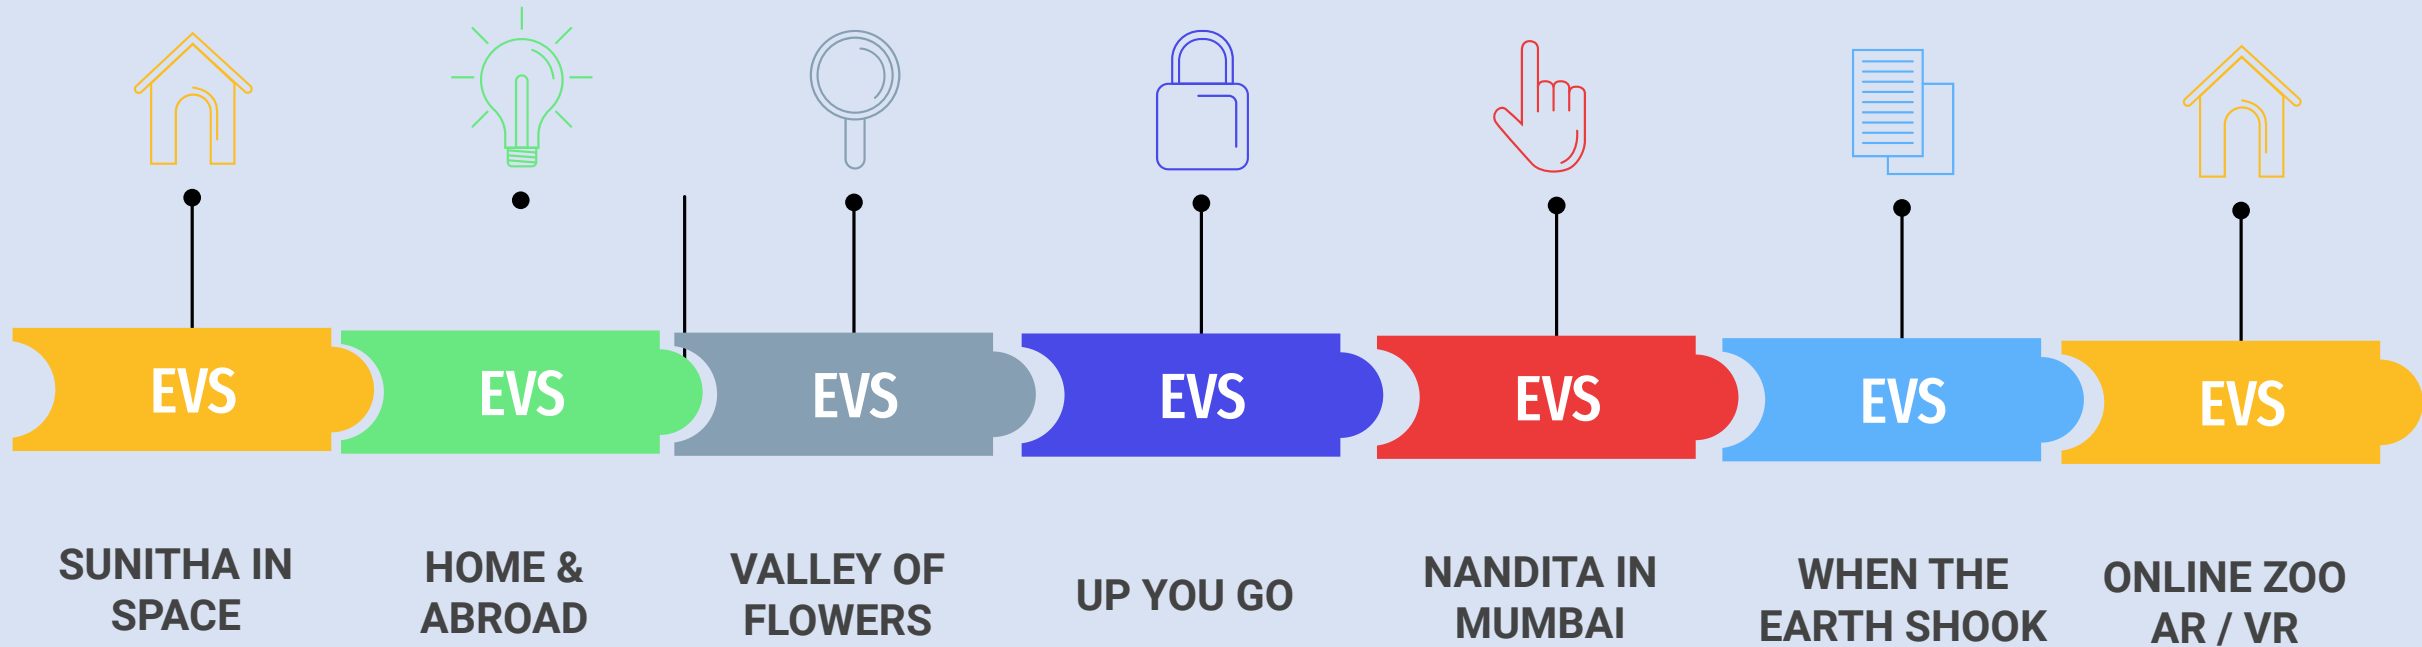 EVS
EVS
EVS
EVS
EVS
EVS
EVS
SUNITHA IN
SPACE
HOME &
ABROAD
VALLEY OF
FLOWERS
UP YOU GO
NANDITA IN
MUMBAI
WHEN THE
EARTH SHOOK
ONLINE ZOO
AR / VR